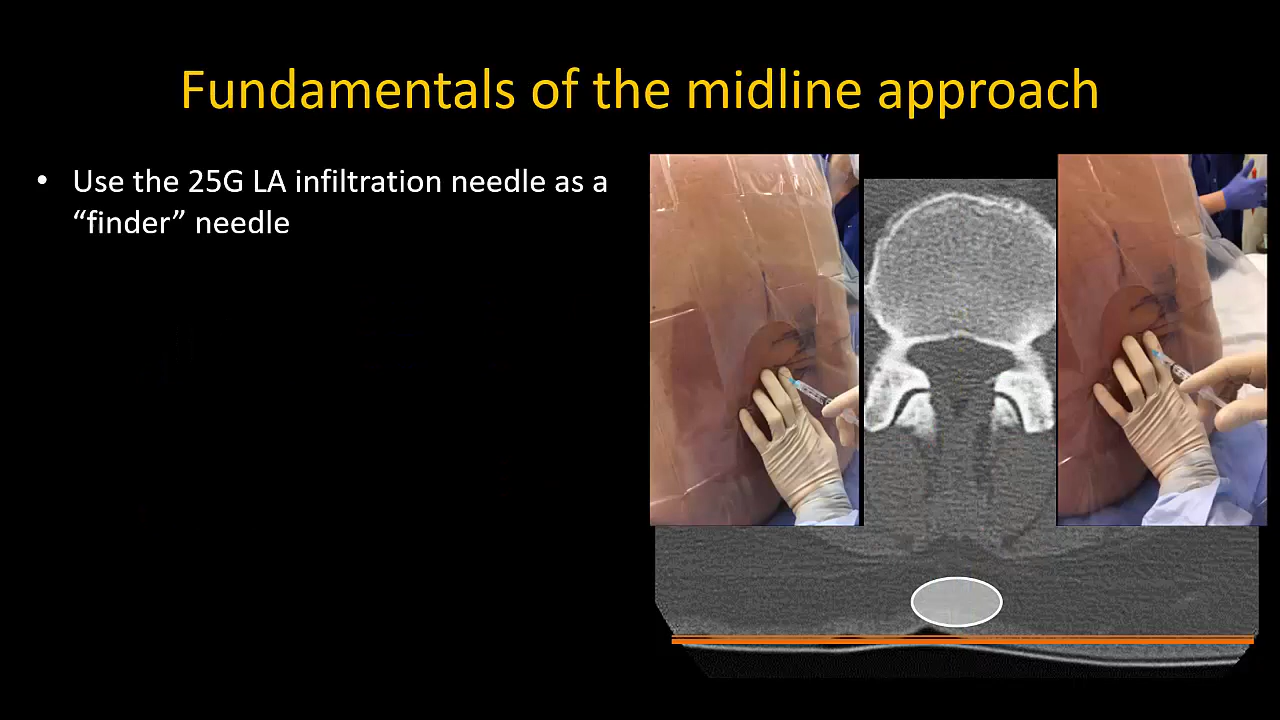 Fundamentals of the midline approach
• Use the 25G LA infiltration needle as a
“finder” needle